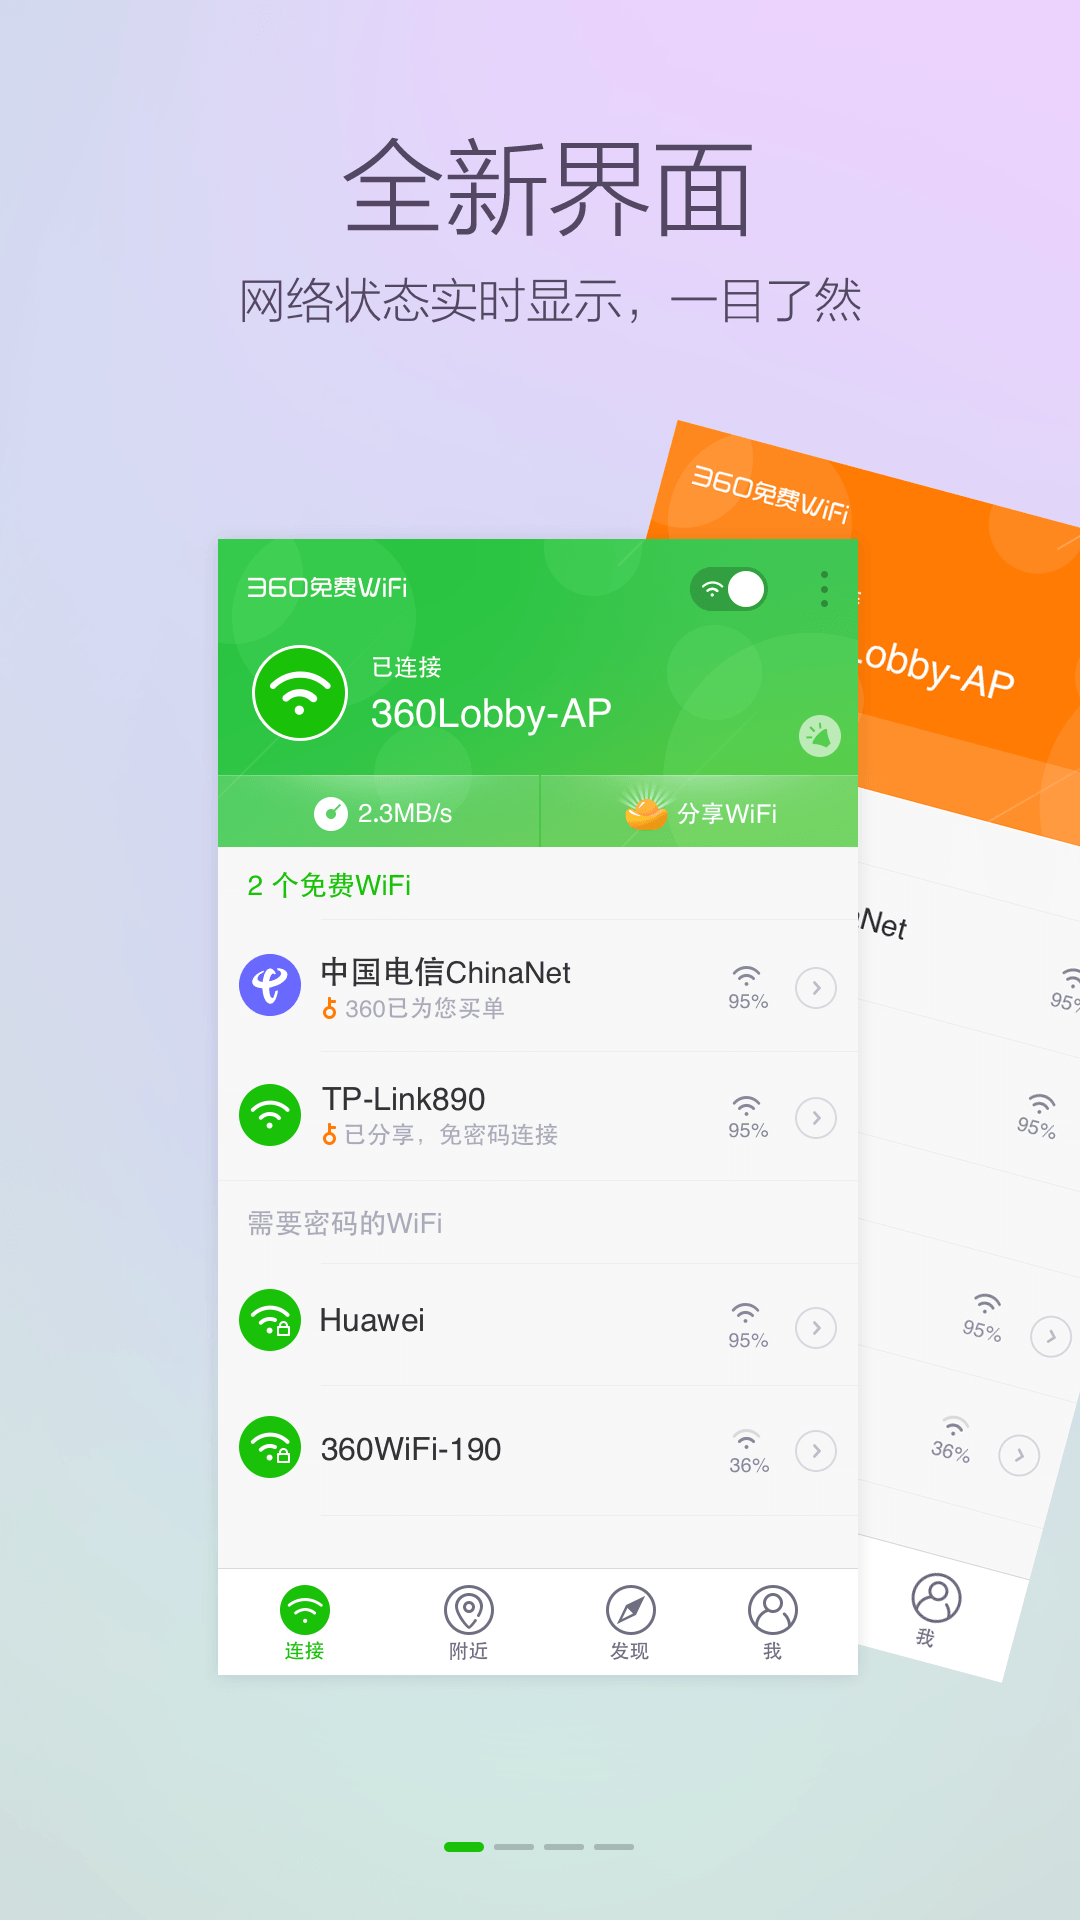 全新界面
网络状态实时显示，一目了然
360免费WiFi
360免费WiFi
已连接
360Lobby-AP
Lobby-AP
2.3MB/s
分享WiFi
2 个免费WiFi
中国电信ChinaNet
360已为您买单
95%
Net
95%
TP-Link890
已分享，免密码连接
95%
95%
需要密码的WiFi
Huawei
95%
95%
360WiFi-190
36%
36%
连接
附近
发现
我
我